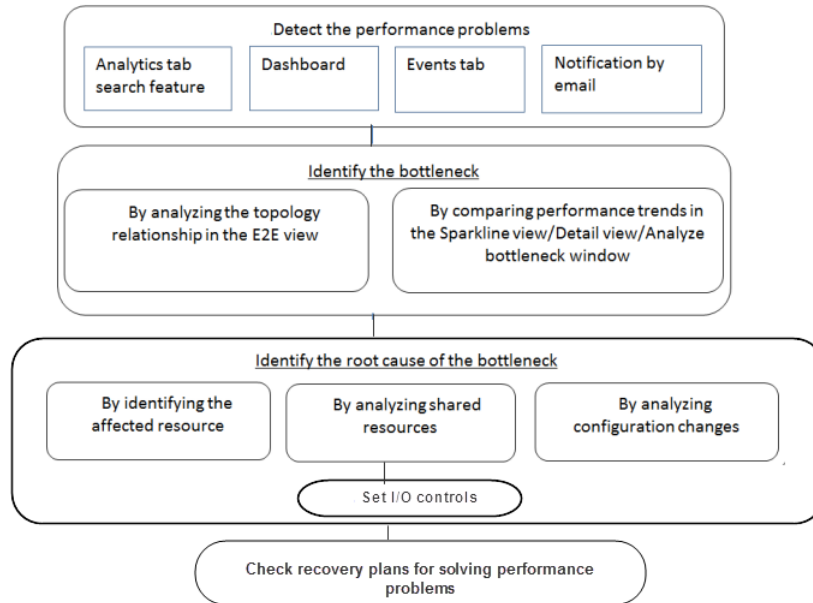 Detect the performance problems
Analytics tab
search feature
Dashboard
Events tab
Notification by
email
Identify the bottleneck
By analyzing the topology
relationship in the E2E view
By comparing performance trends in
the Sparkline view/Detail view/Analyze
bottleneck window
Identify the root cause of the bottleneck
By identifying the
affected resource
By analyzing shared
resources
By analyzing
configuration changes
Set I/O controls
Check recovery plans for solving performance
problems